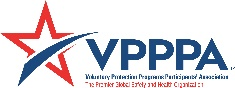 VPPPA
Voluntary Protection Programs Participants' Association
The Premier Global Safety and Health Organization